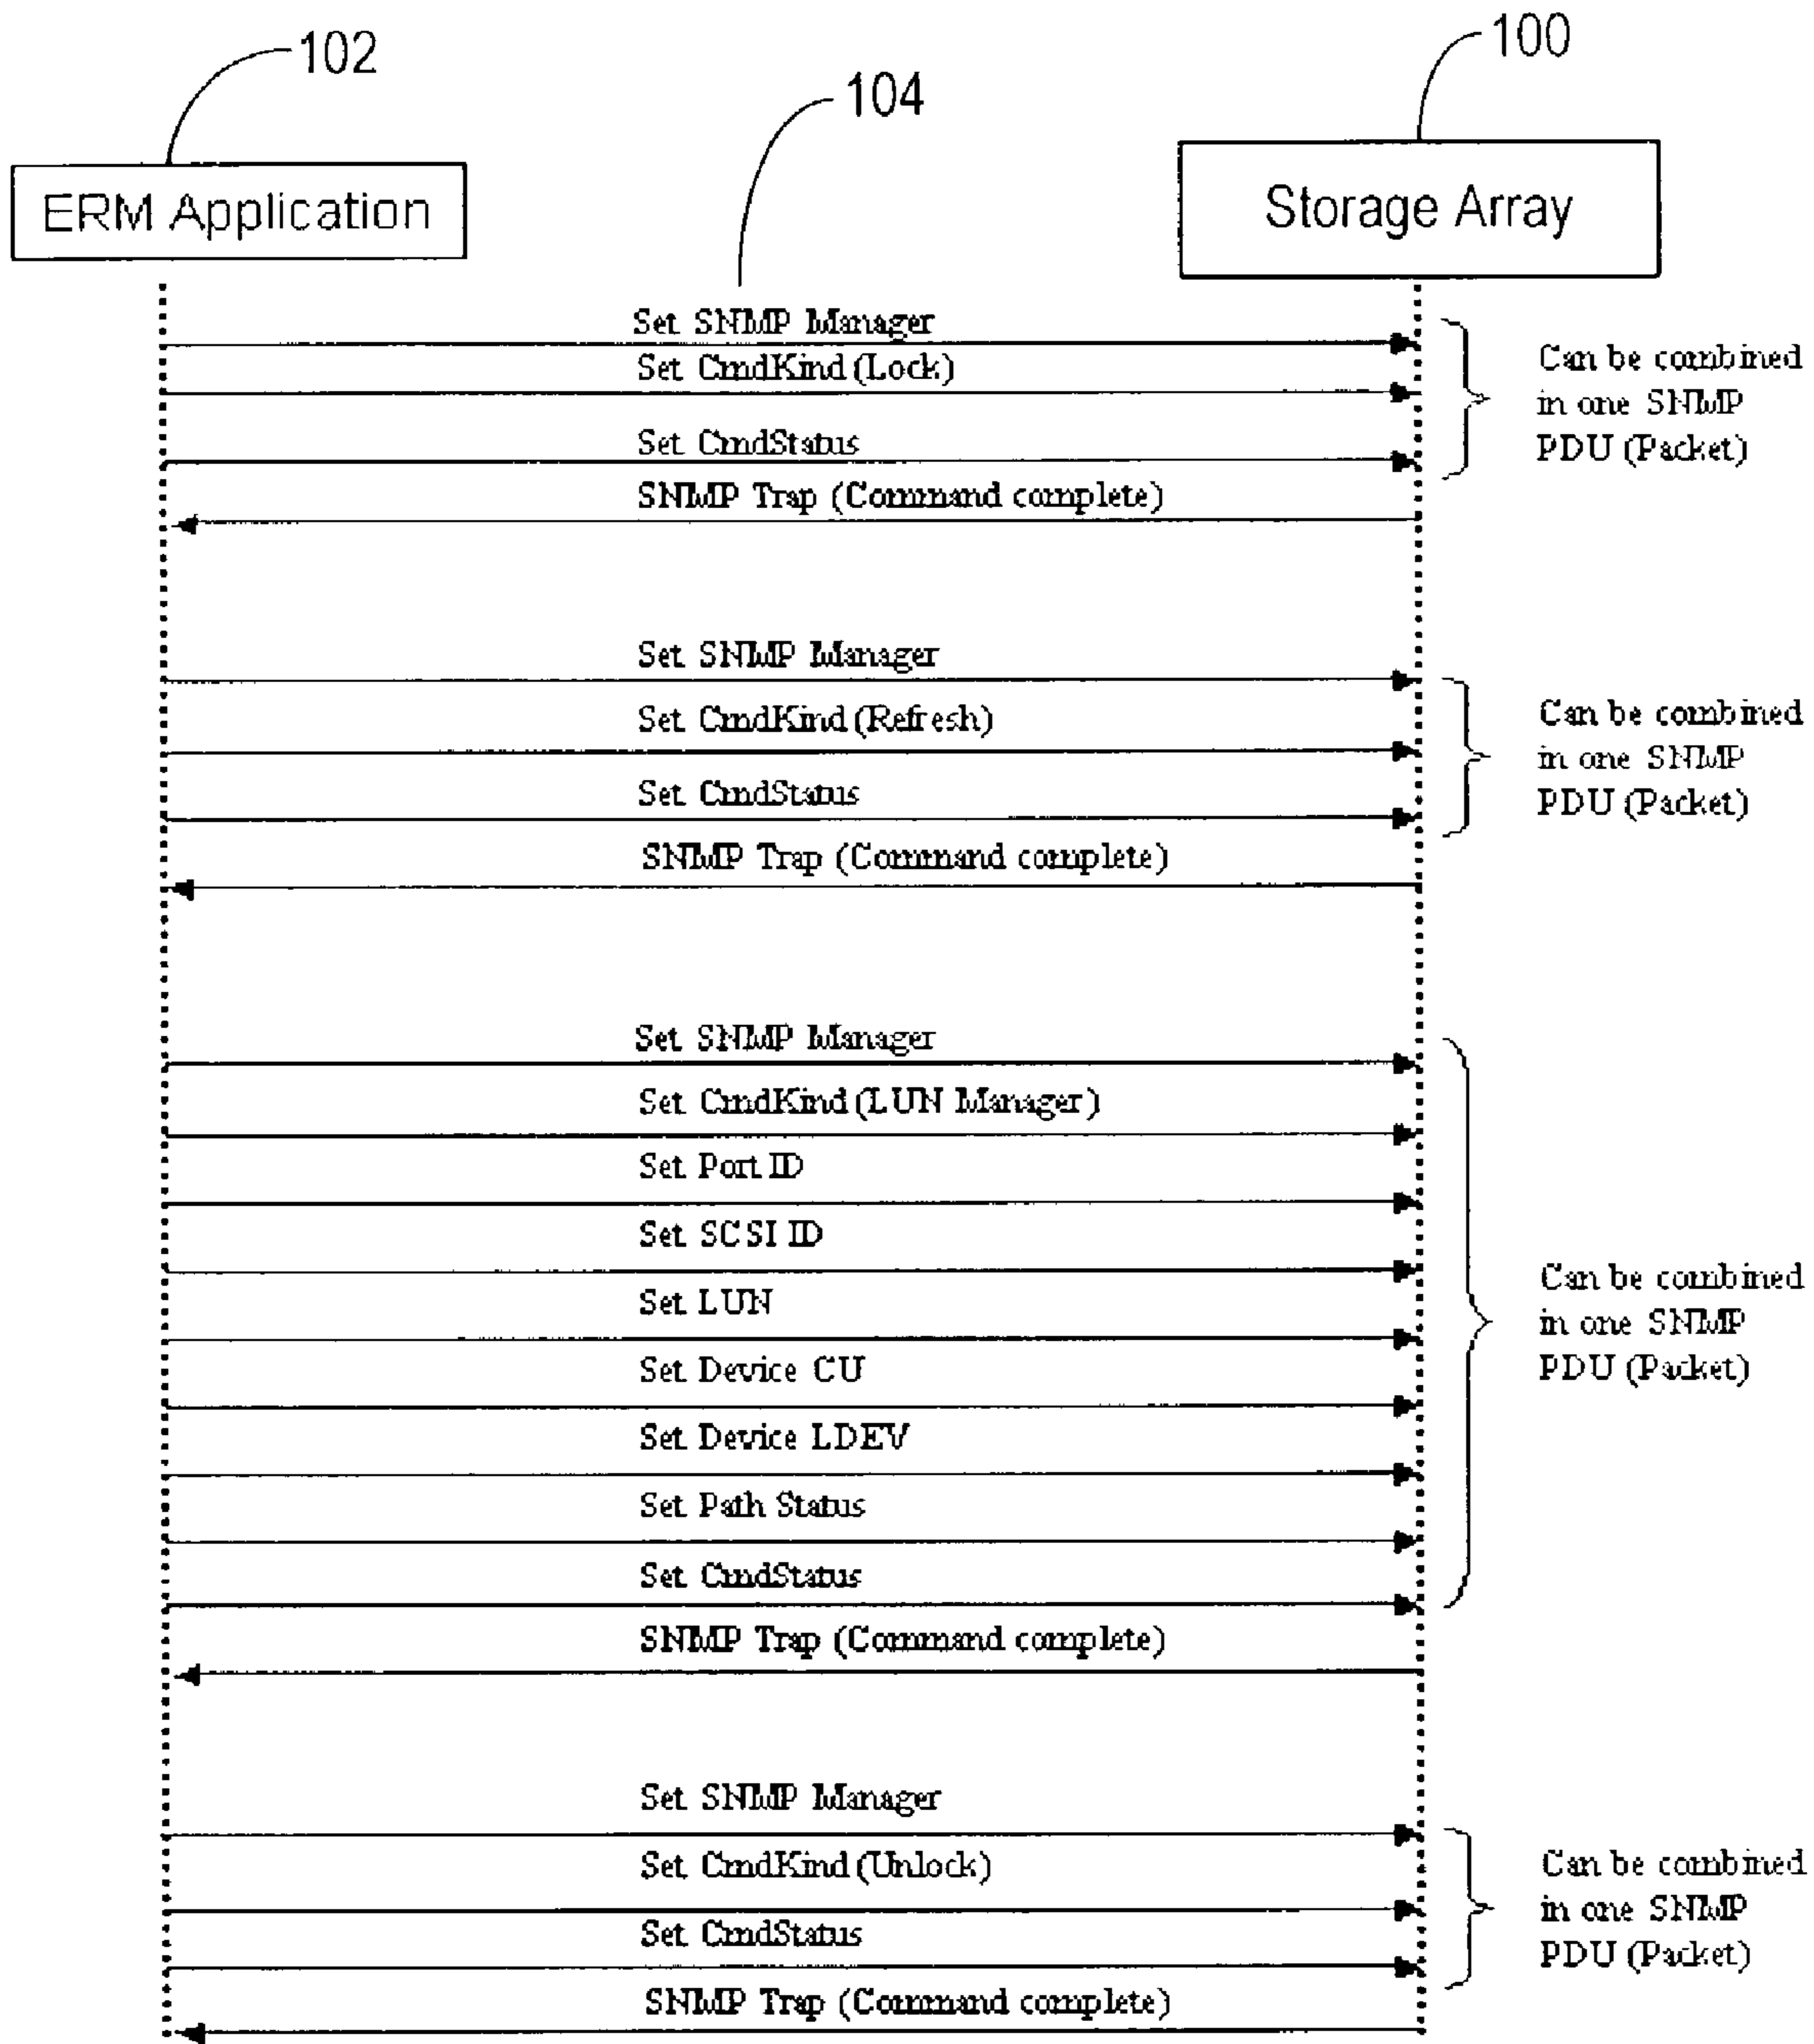 102
104
100
ERM Application
Storage Array
Set SNMP Manager
Set CmdKind (Lock)
Set CmdStatus
SNMP Trap (Command complete)
Can be combined
in one SNMP
PDU (Packet)
Set SNMP Manager
Set CmdKind (Refresh)
Set CmdStatus
SNMP Trap (Command complete)
Can be combined
in one SNMP
PDU (Packet)
Set SNMP Manager
Set CmdKind (LUN Manager)
Set Port ID
Set SCSI ID
Set LUN
Set Device CU
Set Device LDEV
Set Path Status
Set CmdStatus
SNMP Trap (Command complete)
Can be combined
in one SNMP
PDU (Packet)
Set SNMP Manager
Set CmdKind (Unlock)
Set CmdStatus
SNMP Trap (Command complete)
Can be combined
in one SNMP
PDU (Packet)